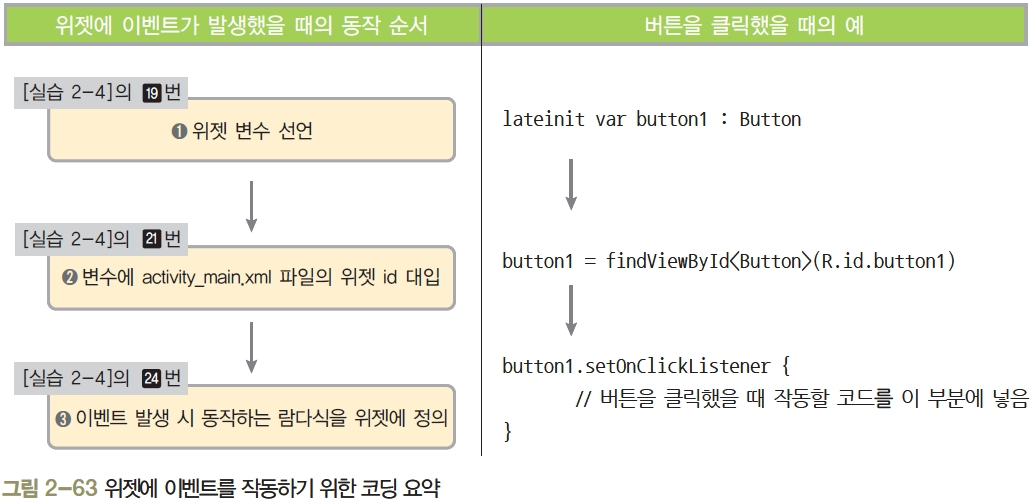 위젯에 이벤트가 발생했을 때의 동작 순서
버튼을 클릭했을 때의 예
[실습 2-4]의 19번
❶ 위젯 변수 선언
lateinit var button1 : Button
[실습 2-4]의 21번
❷ 변수에 activity_main.xml 파일의 위젯 id 대입
button1 = findViewById<Button>(R.id.button1)
[실습 2-4]의 24번
❸ 이벤트 발생 시 동작하는 람다식을 위젯에 정의
button1.setOnClickListener {
// 버튼을 클릭했을 때 작동할 코드를 이 부분에 넣음
}
그림 2-63 위젯에 이벤트를 작동하기 위한 코딩 요약